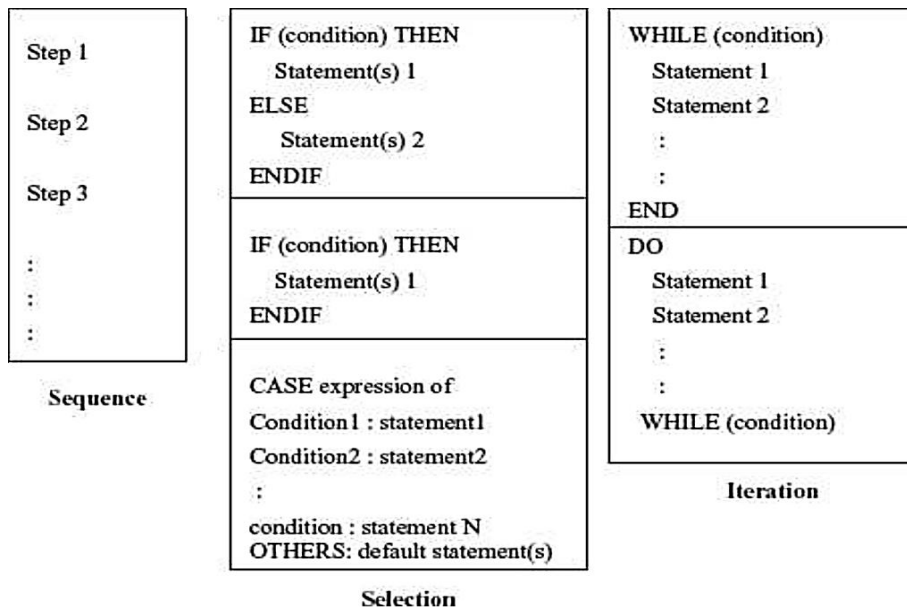 Step 1
Step 2
Step 3
:
:
:
Sequence
IF (condition) THEN
Statement(s) 1
ELSE
Statement(s) 2
ENDIF
IF (condition) THEN
Statement(s) 1
ENDIF
CASE expression of
Condition1 : statement1
Condition2 : statement2
:
condition : statement N
OTHERS: default statement(s)
Selection
WHILE (condition)
Statement 1
Statement 2
:
:
END
DO
Statement 1
Statement 2
:
:
WHILE (condition)
Iteration